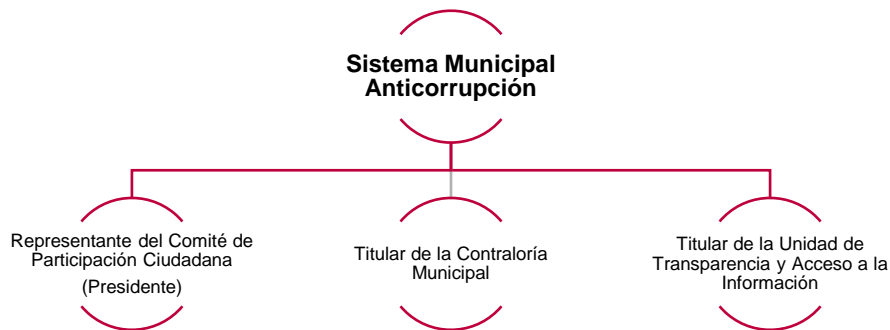 Sistema Municipal
Anticorrupción
Representante del Comité de
Participación Ciudadana
(Presidente)
Titular de la Contraloría
Municipal
Titular de la Unidad de
Transparencia y Acceso a la
Información